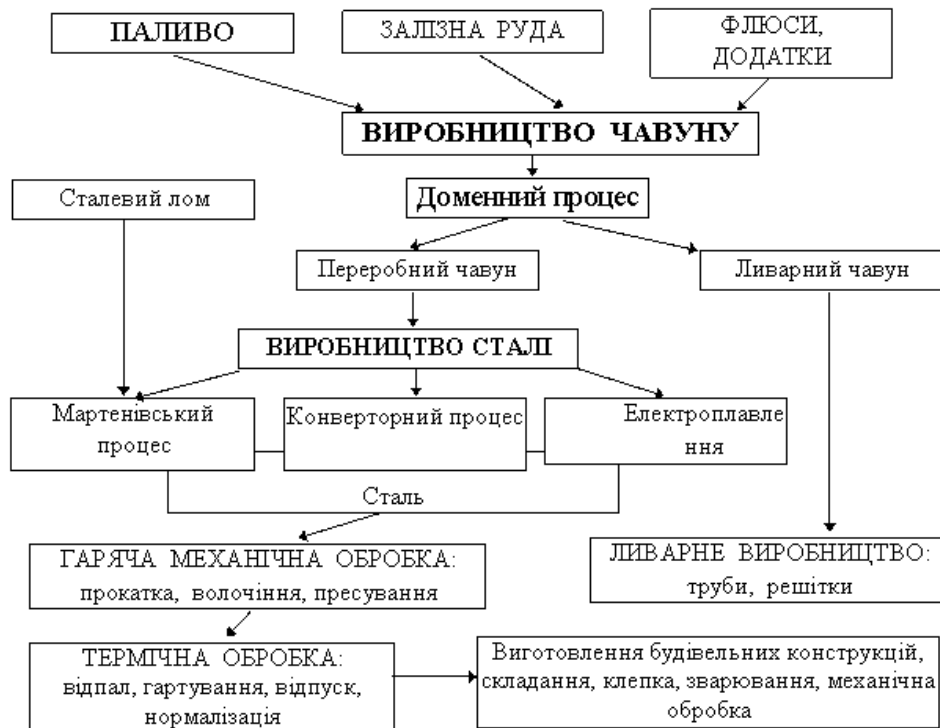 ПАЛИВО
ЗАЛІЗНА РУДА
ФЛЮСИ,
ДОДАТКИ
ВИРОБНИЦТВО ЧАВУНУ
Сталевий лом
Доменний процес
Переробний чавун
Ливарний чавун
ВИРОБНИЦТВО СТАЛІ
Мартенівський
процес
Конверторний процес
Електроплавле
ння
Сталь
ГАРЯЧА МЕХАНІЧНА ОБРОБКА:
прокатка, волочіння, пресування
ЛИВАРНЕ ВИРОБНИЦТВО:
труби, решітки
ТЕРМІЧНА ОБРОБКА:
відпал, гартування, відпуск,
нормалізація
Виготовлення будівельних конструкцій,
складання, клепка, зварювання, механічна
обробка